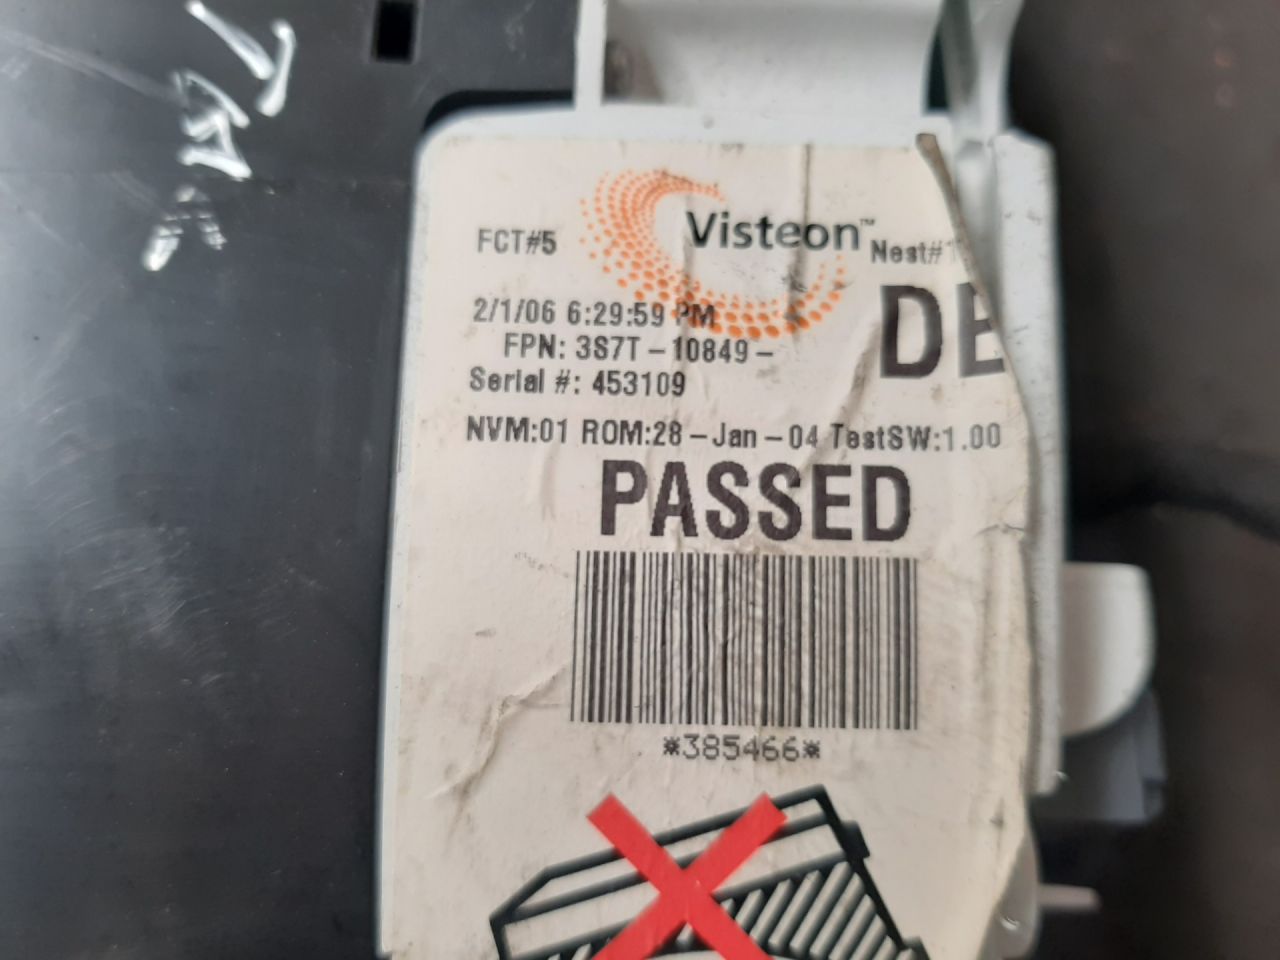 Visteon™
FCT#5
Nest#1
2/1/06 6:29:59 PM
DE
FPN: 3S7T-10849-
Serial #: 453109
NVM:01 ROM:28-Jan-04 TestSW:1.00
PASSED
*385466*